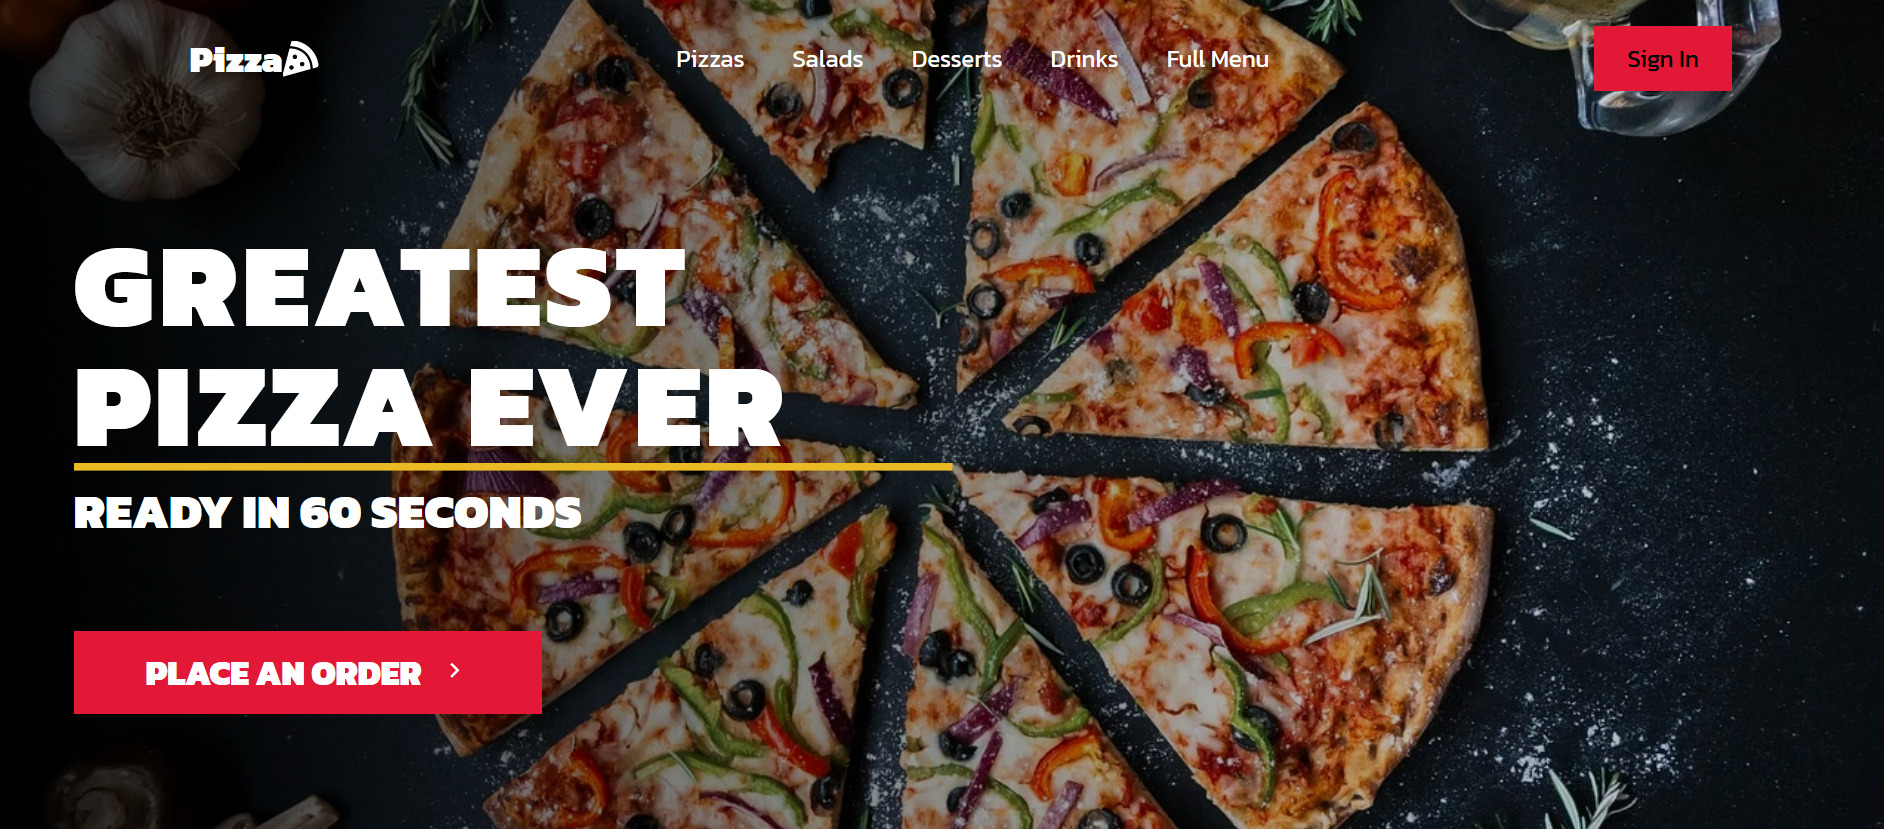 Pizza
Pizzas Salads Desserts Drinks Full Menu
Sign In
GREATEST
PIZZA EVER
READY IN 60 SECONDS
PLACE AN ORDER